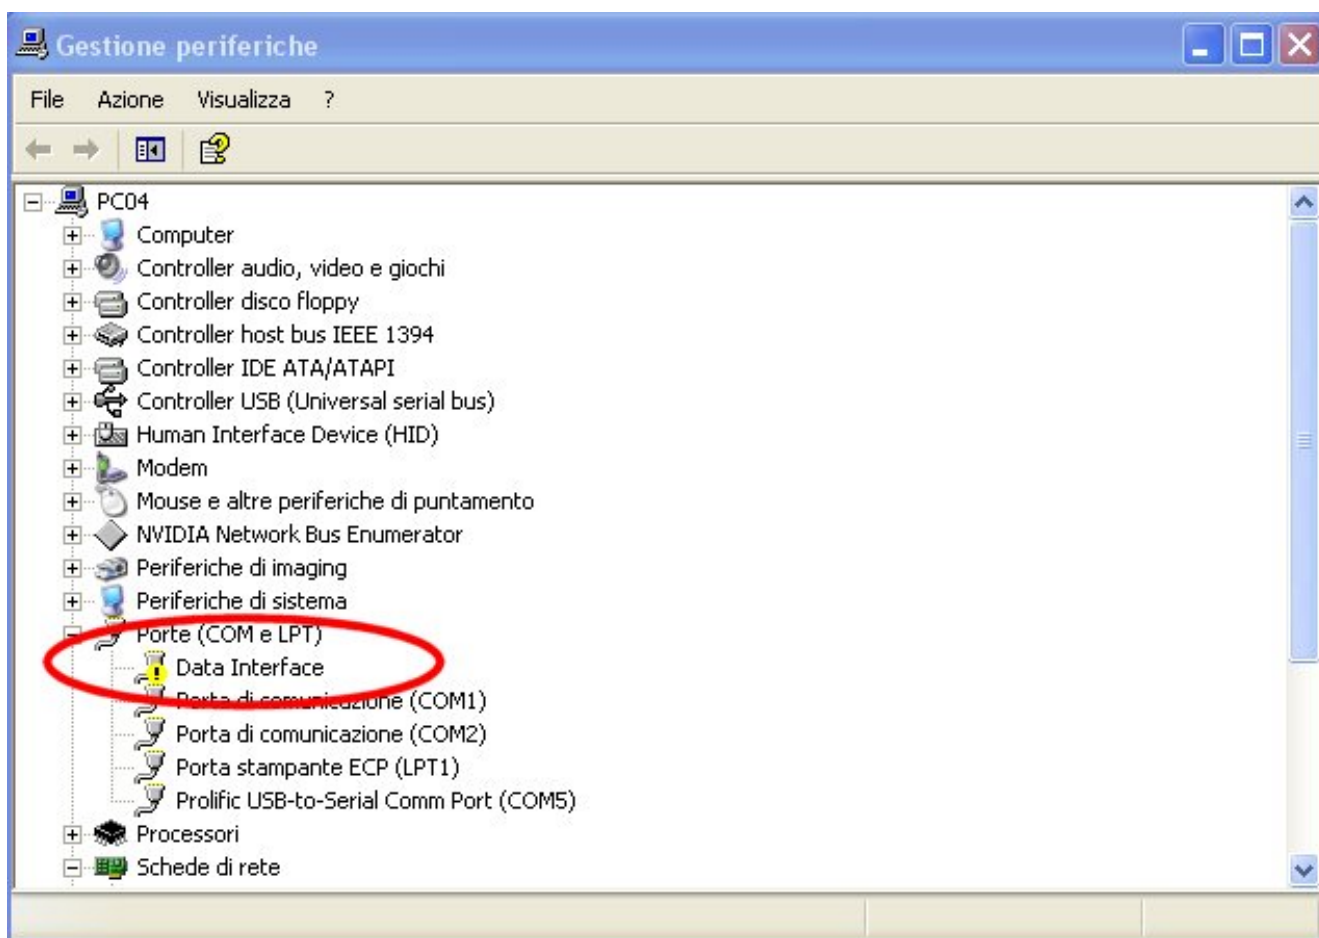 Gestione periferiche
File Azione Visualizza ?
PC04
Computer
Controller audio, video e giochi
Controller disco floppy
Controller host bus IEEE 1394
Controller IDE ATA/ATAPI
Controller USB (Universal serial bus)
Human Interface Device (HID)
Modem
Mouse e altre periferiche di puntamento
NVIDIA Network Bus Enumerator
Periferiche di imaging
Periferiche di sistema
Porte (COM e LPT)
Data Interface
Porta di comunicazione (COM1)
Porta di comunicazione (COM2)
Porta stampante ECP (LPT1)
Prolific USB-to-Serial Comm Port (COM5)
Processori
Schede di rete